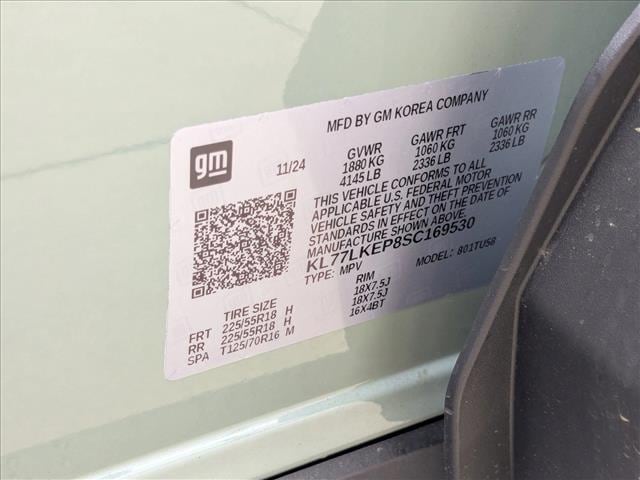 MFD BY GM KOREA COMPANY
gm
11/24
GVWR GAWR FRT GAWR RR
1880 KG 1060 KG 1060 KG
4145 LB 2336 LB 2336 LB
THIS VEHICLE CONFORMS TO ALL
APPLICABLE U.S. FEDERAL MOTOR
VEHICLE SAFETY AND THEFT PREVENTION
STANDARDS IN EFFECT ON THE DATE OF
MANUFACTURE SHOWN ABOVE.
KL77LKEP8SC169530
TYPE: MPV MODEL: 801TU58
TIRE SIZE RIM
FRT 225/55R18 H 18X7.5J
RR 225/55R18 H 18X7.5J
SPA T125/70R16 M 16X4BT